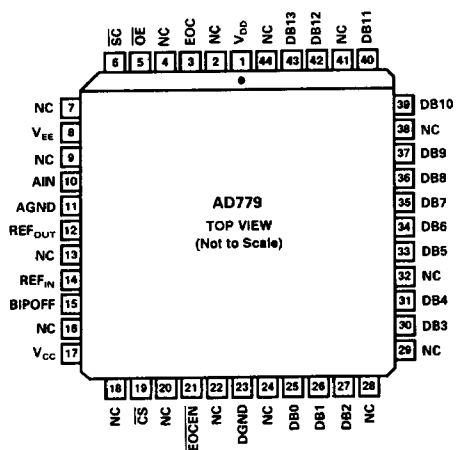 SC OE NC EOC NC VDD NC DB13 DB12 NC DB11
6 5 4 3 2 1 44 43 42 41 40
NC 7
VEE 8
NC 9
AIN 10
AGND 11
REFOUT 12
NC 13
REFIN 14
BIPOFF 15
NC 16
VCC 17
AD779
TOP VIEW
(Not to Scale)
39 DB10
38 NC
37 DB9
36 DB8
35 DB7
34 DB6
33 DB5
32 NC
31 DB4
30 DB3
29 NC
18 19 20 21 22 23 24 25 26 27 28
NC CS NC EOCEN NC DGND NC DB0 DB1 DB2 NC